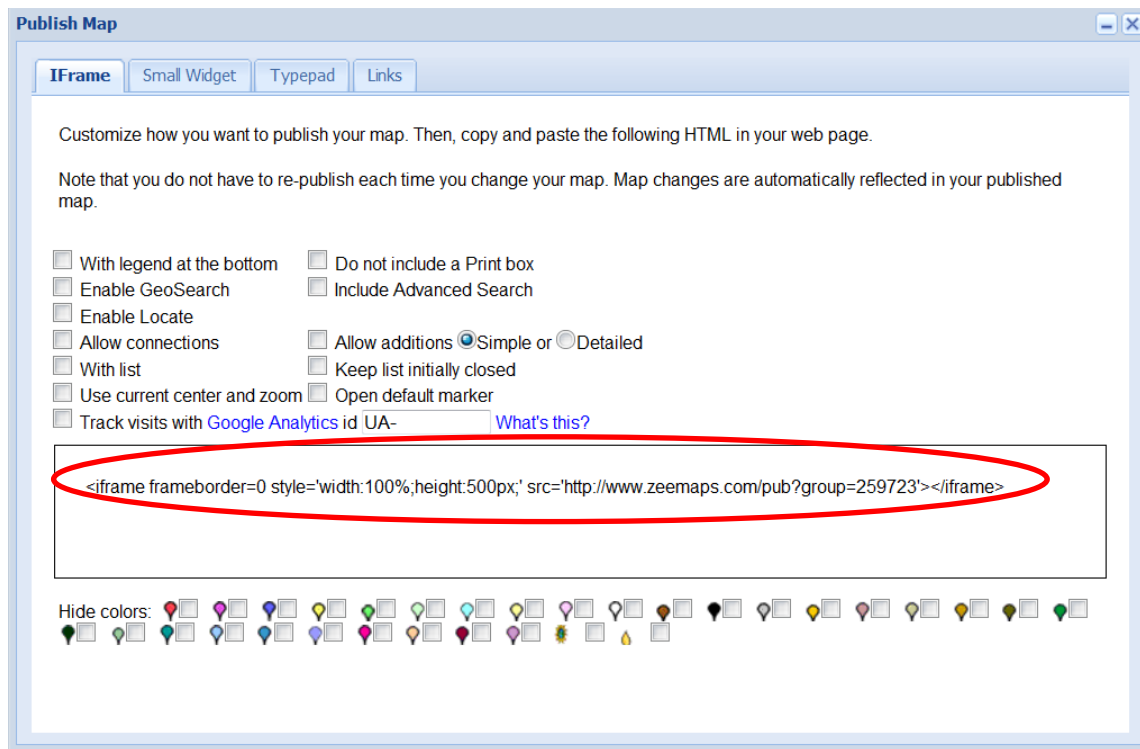 Publish Map
IFrame Small Widget Typepad Links
Customize how you want to publish your map. Then, copy and paste the following HTML in your web page.
Note that you do not have to re-publish each time you change your map. Map changes are automatically reflected in your published
map.
With legend at the bottom Do not include a Print box
Enable GeoSearch Include Advanced Search
Enable Locate
Allow connections Allow additions Simple or Detailed
With list Keep list initially closed
Use current center and zoom Open default marker
Track visits with Google Analytics id UA- What's this?
<iframe frameborder=0 style='width:100%;height:500px;' src='http://www.zeemaps.com/pub?group=259723'></iframe>
Hide colors: